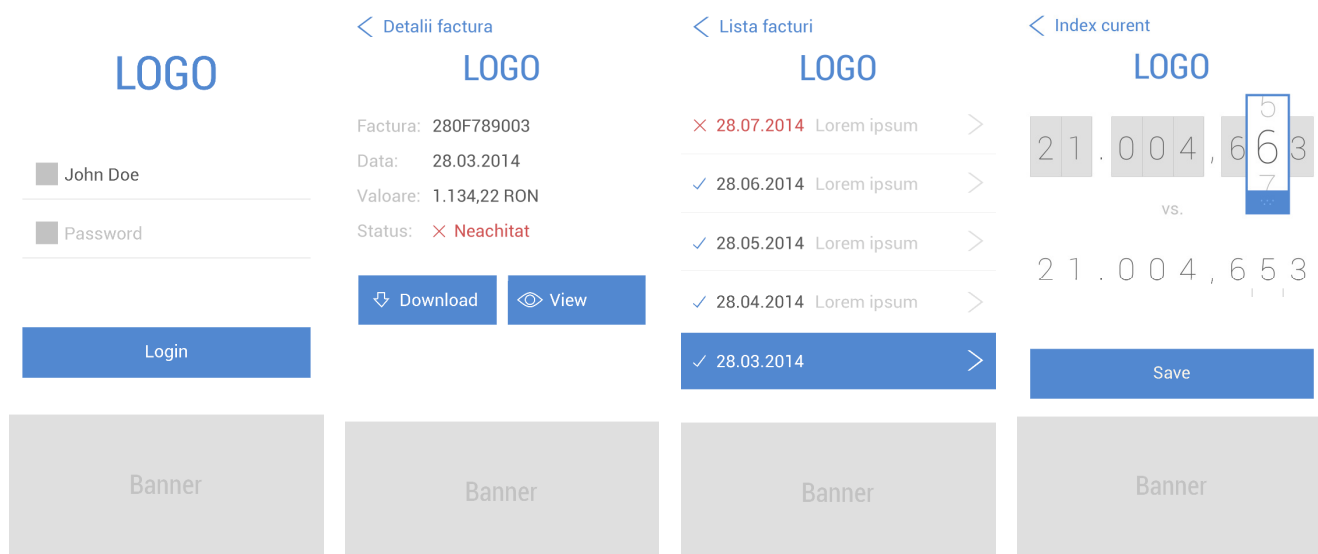 LOGO
John Doe
Password
Login
Banner
Detalii factura
LOGO
Factura: 280F789003
Data: 28.03.2014
Valoare: 1.134,22 RON
Status: Neachitat
Download
View
Banner
Lista facturi
LOGO
28.07.2014 Lorem ipsum
28.06.2014 Lorem ipsum
28.05.2014 Lorem ipsum
28.04.2014 Lorem ipsum
28.03.2014
Banner
Index curent
LOGO
5
21.004,663
7
vs.
21.004,653
Save
Banner